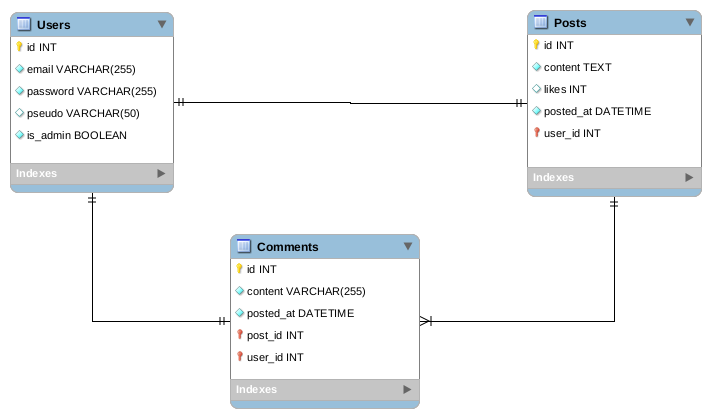 Users
id INT
email VARCHAR(255)
password VARCHAR(255)
pseudo VARCHAR(50)
is_admin BOOLEAN
Indexes
Posts
id INT
content TEXT
likes INT
posted_at DATETIME
user_id INT
Indexes
Comments
id INT
content VARCHAR(255)
posted_at DATETIME
post_id INT
user_id INT
Indexes